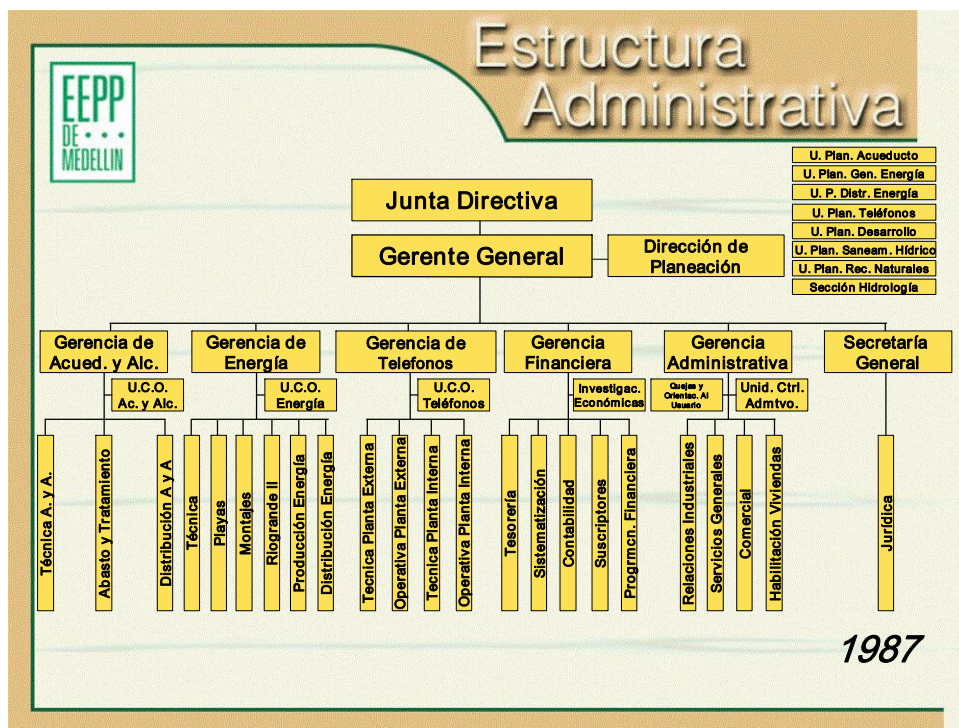 Estructura
Administrativa
EEPP
DE
MEDELLIN
U. Plan. Acueducto
U. Plan. Gen. Energía
U. P. Distr. Energía
U. Plan. Teléfonos
U. Plan. Desarrollo
U. Plan. Saneam. Hídrico
U. Plan. Rec. Naturales
Sección Hidrología
Junta Directiva
Gerente General
Dirección de
Planeación
Gerencia de
Acued. y Alc.
Gerencia de
Energía
Gerencia de
Telefonos
Gerencia
Financiera
Gerencia
Administrativa
Secretaría
General
U.C.O.
Ac. y Alc.
U.C.O.
Energía
U.C.O.
Teléfonos
Investigac.
Económicas
Quejas y
Orientac. Al
Usuario
Unid. Ctrl.
Admtvo.
Técnica A. y A.
Abasto y Tratamiento
Distribución A y A
Técnica
Playas
Montajes
Riogrande II
Producción Energía
Distribución Energía
Tecnica Planta Externa
Operativa Planta Externa
Tecnica Planta Interna
Operativa Planta Interna
Tesorería
Sistematización
Contabilidad
Suscriptores
Progrmcn. Financiera
Relaciones Industriales
Servicios Generales
Comercial
Habilitación Viviendas
Jurídica
1987